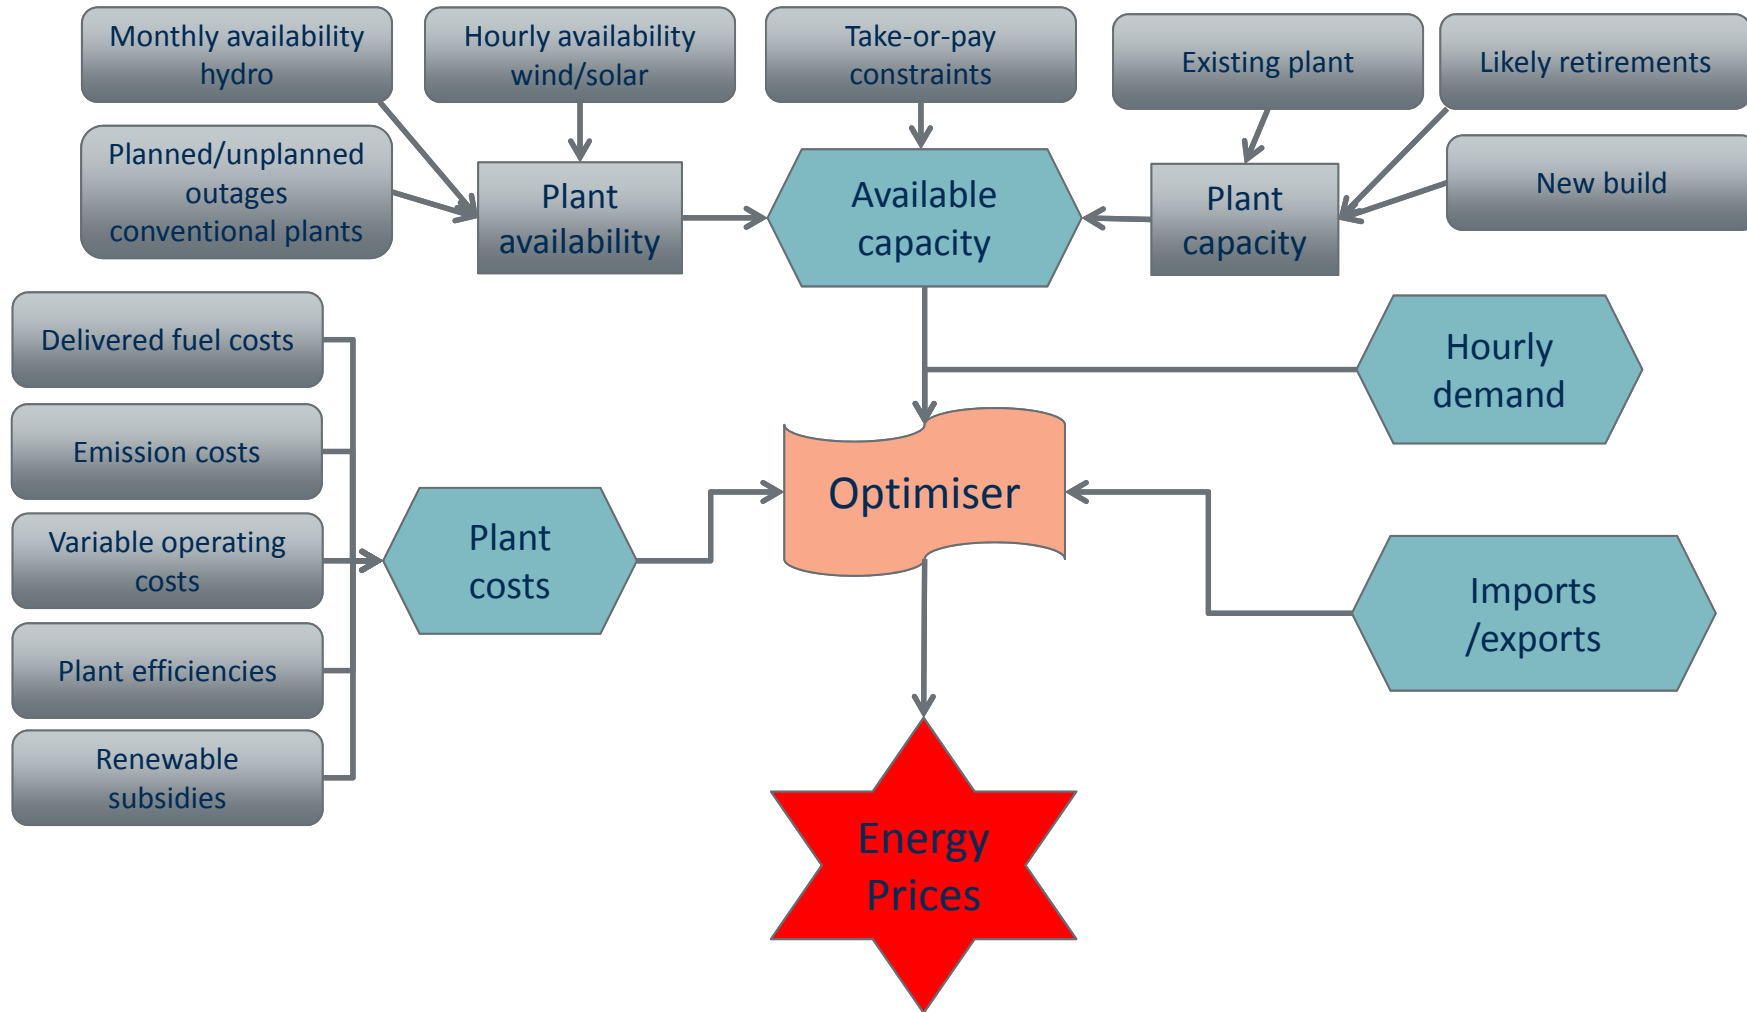 Monthly availability
hydro
Hourly availability
wind/solar
Take-or-pay
constraints
Existing plant
Likely retirements
Planned/unplanned
outages
conventional plants
Plant
availability
Available
capacity
Plant
capacity
New build
Delivered fuel costs
Hourly
demand
Emission costs
Optimiser
Variable operating
costs
Plant
costs
Imports
/exports
Plant efficiencies
Renewable
subsidies
Energy
Prices